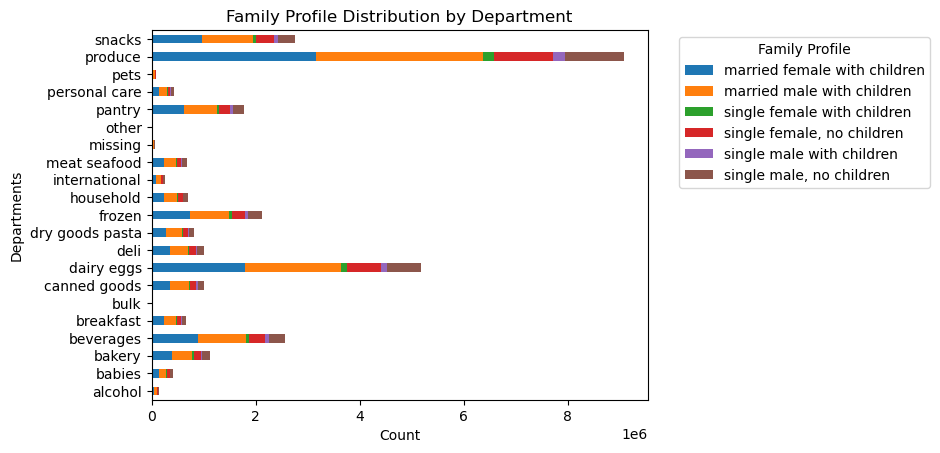 Family Profile Distribution by Department
Departments
snacks
produce
pets
personal care
pantry
other
missing
meat seafood
international
household
frozen
dry goods pasta
deli
dairy eggs
canned goods
bulk
breakfast
beverages
bakery
babies
alcohol
0 2 4 6 8
1e6
Count
Family Profile
married female with children
married male with children
single female with children
single female, no children
single male with children
single male, no children